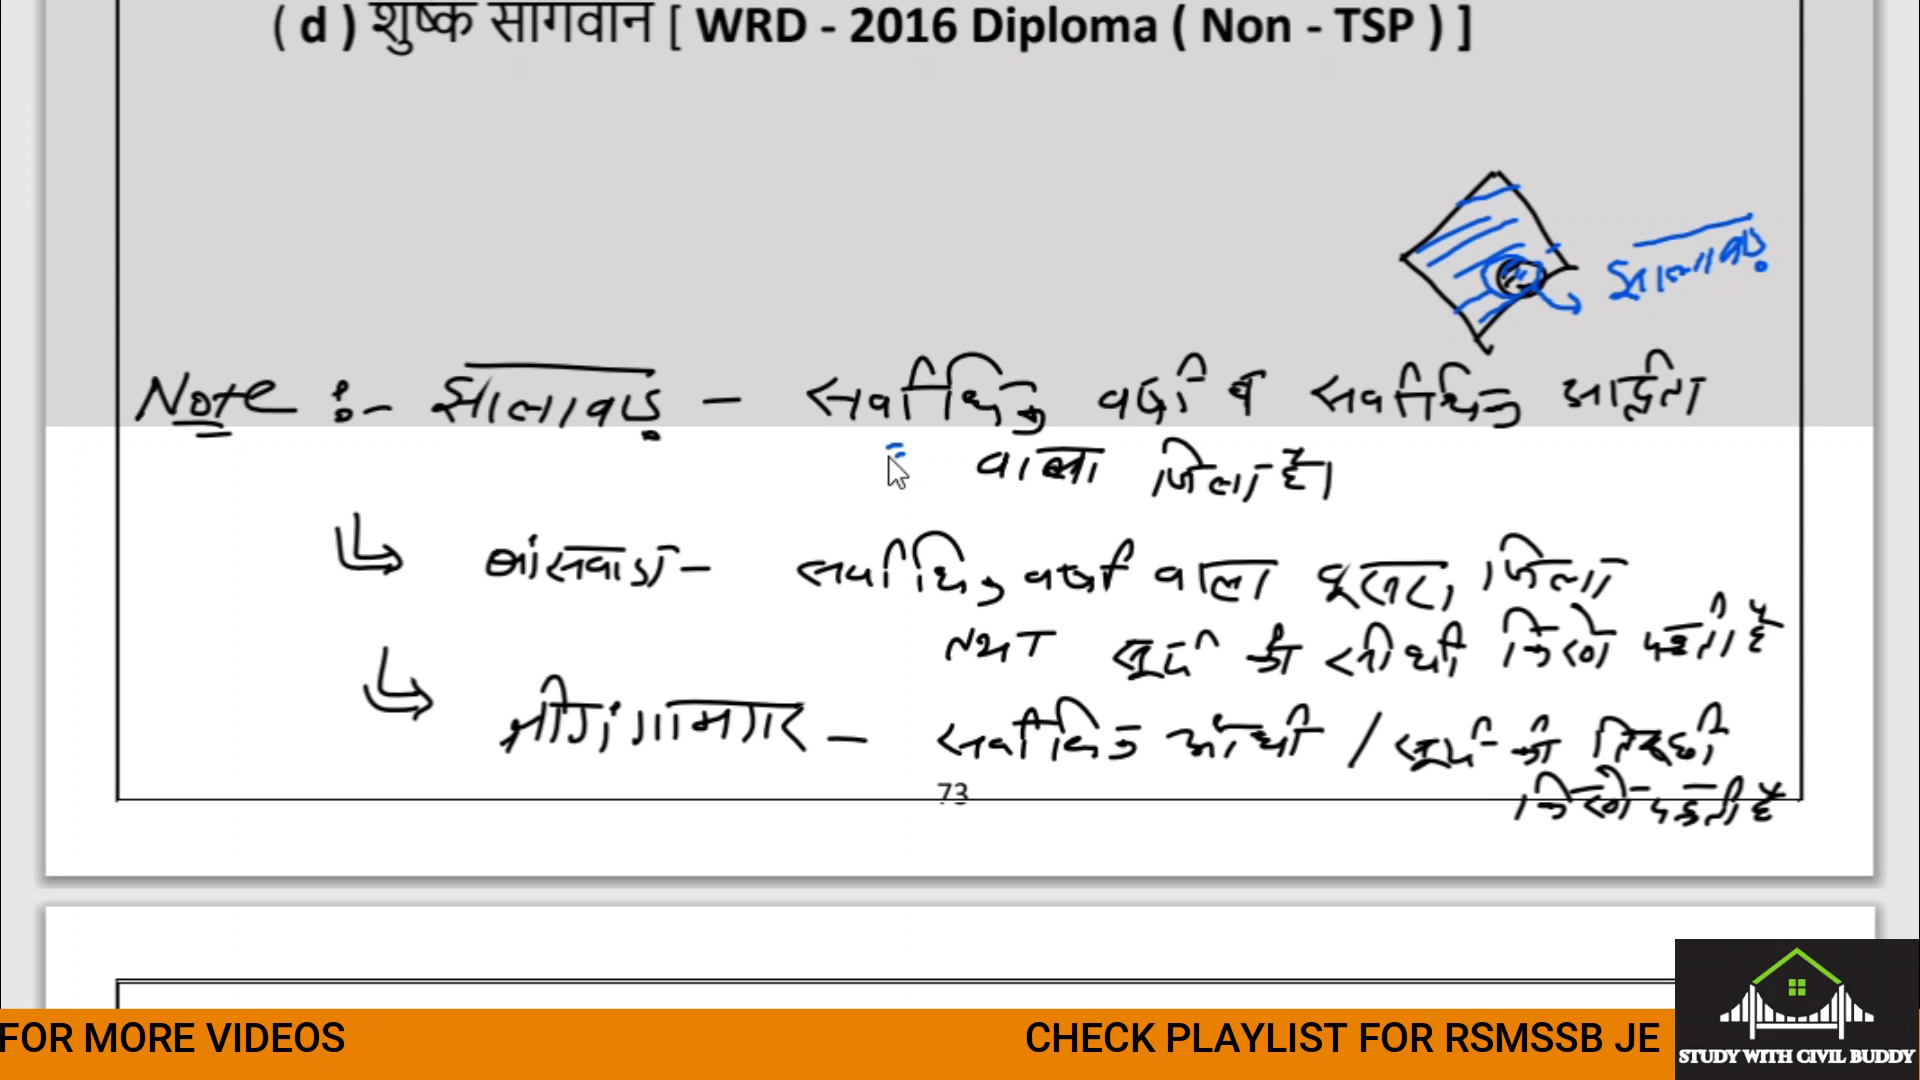 ( d ) शुष्क सागवान [ WRD - 2016 Diploma ( Non - TSP ) ]
झालावाड़
Note :- झालावाड़ - सर्वाधिक वर्षा व सर्वाधिक आर्द्रता
वाला जिला है।
बांसवाडा - सर्वाधिक वर्षा वाला दूसरा जिला
तथा सूर्य की सीधी किरणे पड़ती है
श्रीगंगानगर - सर्वाधिक आंधी / सूर्य की तिरछी
किरणे पड़ती है
73
FOR MORE VIDEOS
CHECK PLAYLIST FOR RSMSSB JE
STUDY WITH CIVIL BUDDY